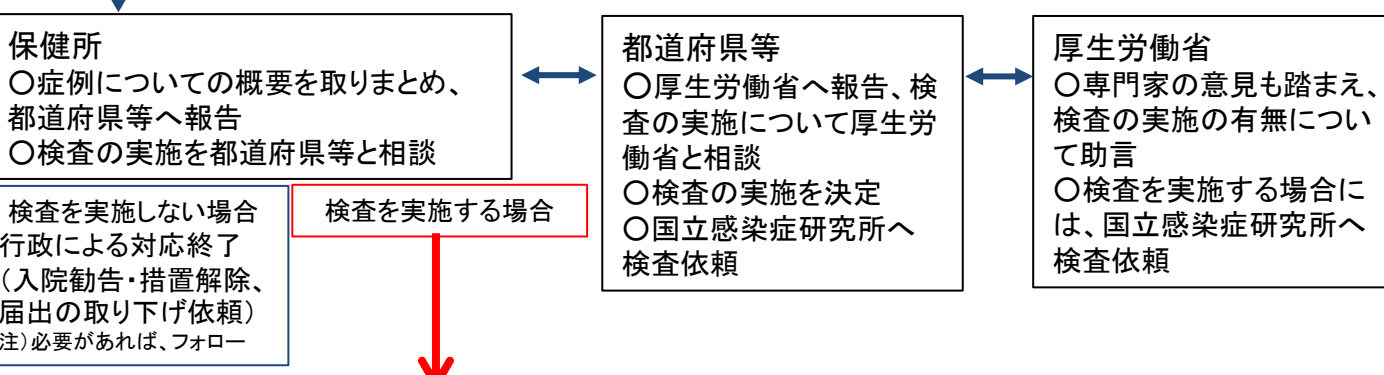 保健所
○症例についての概要を取りまとめ、
都道府県等へ報告
○検査の実施を都道府県等と相談
都道府県等
○厚生労働省へ報告、検
査の実施について厚生労
働省と相談
○検査の実施を決定
○国立感染症研究所へ
検査依頼
厚生労働省
○専門家の意見も踏まえ、
検査の実施の有無につい
て助言
○検査を実施する場合に
は、国立感染症研究所へ
検査依頼
検査を実施しない場合
行政による対応終了
(入院勧告・措置解除、
届出の取り下げ依頼)
注)必要があれば、フォロー
検査を実施する場合